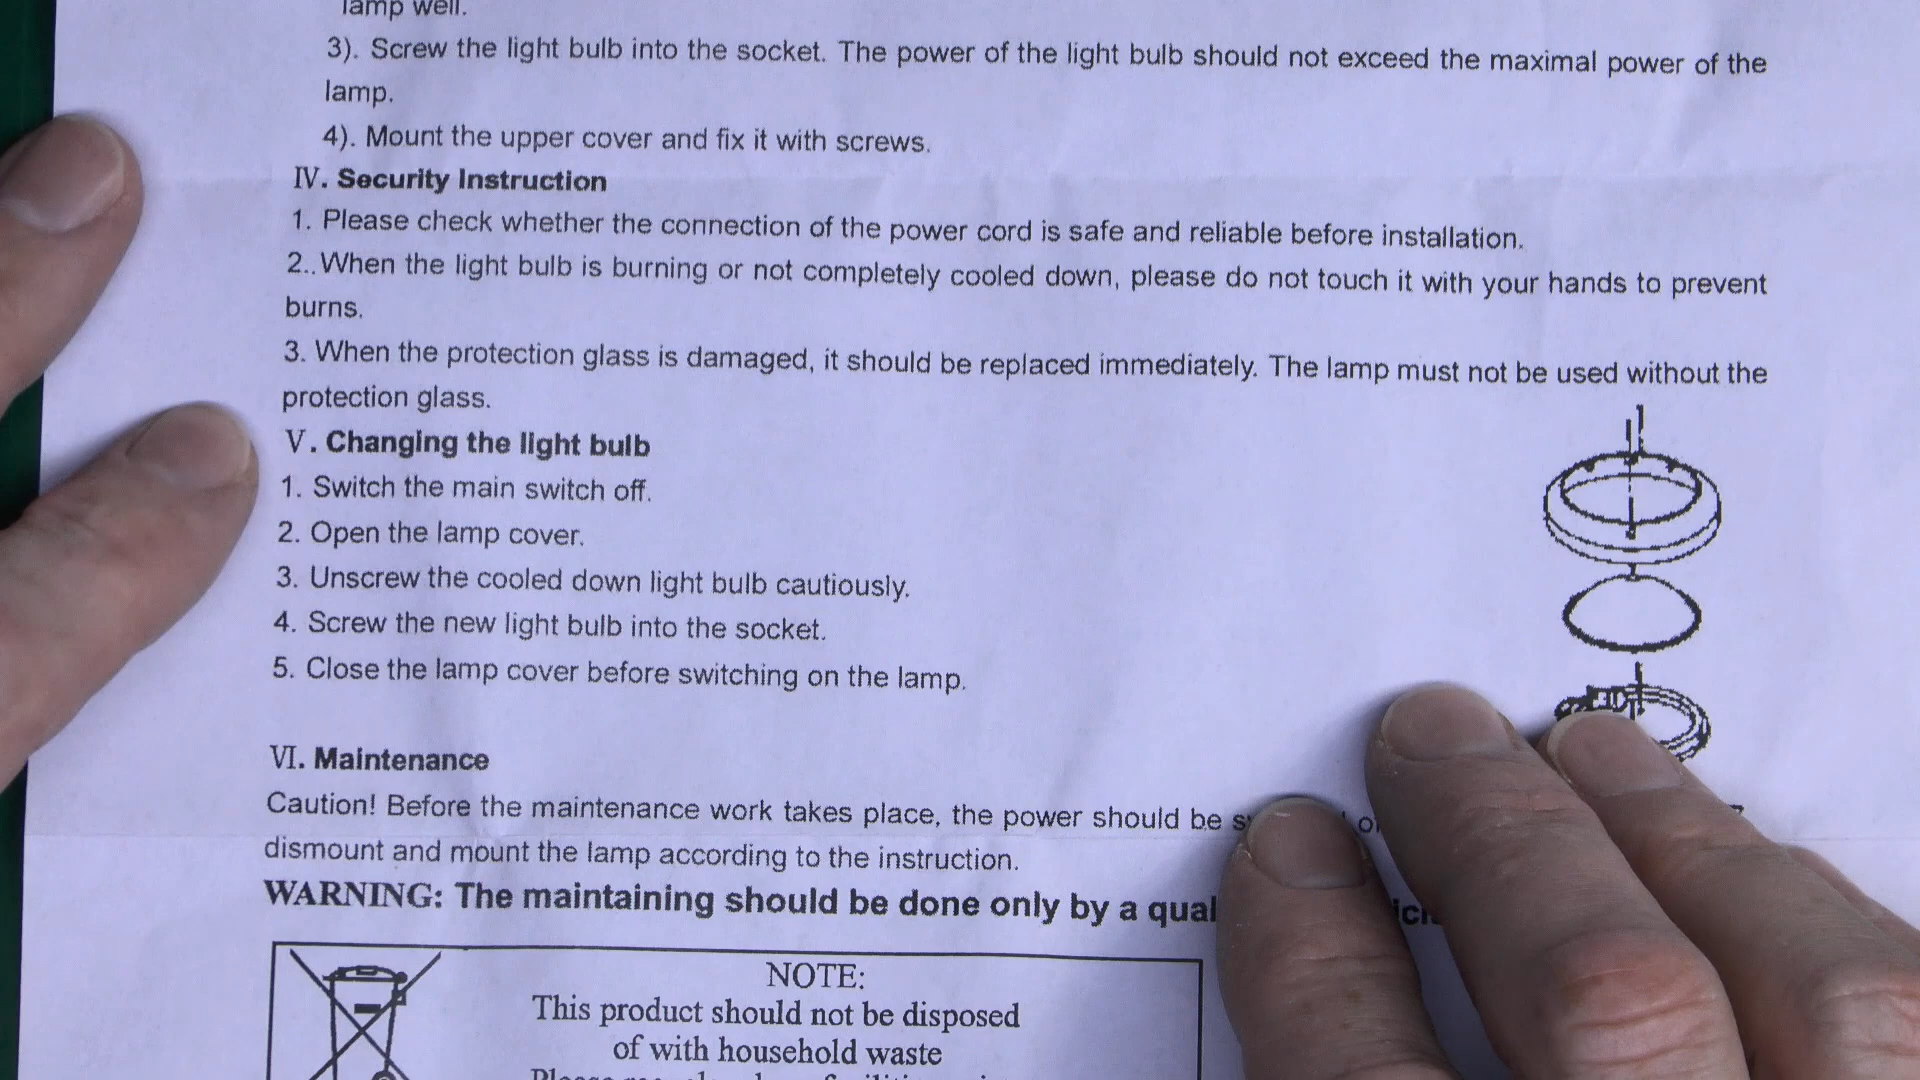 lamp well.
3). Screw the light bulb into the socket. The power of the light bulb should not exceed the maximal power of the
lamp.
4). Mount the upper cover and fix it with screws.
IV. Security Instruction
1. Please check whether the connection of the power cord is safe and reliable before installation.
2..When the light bulb is burning or not completely cooled down, please do not touch it with your hands to prevent
burns.
3. When the protection glass is damaged, it should be replaced immediately. The lamp must not be used without the
protection glass.
V. Changing the light bulb
1. Switch the main switch off.
2. Open the lamp cover.
3. Unscrew the cooled down light bulb cautiously.
4. Screw the new light bulb into the socket.
5. Close the lamp cover before switching on the lamp.
VI. Maintenance
Caution! Before the maintenance work takes place, the power should be
dismount and mount the lamp according to the instruction.
WARNING: The maintaining should be done only by a
NOTE:
This product should not be disposed
of with household waste